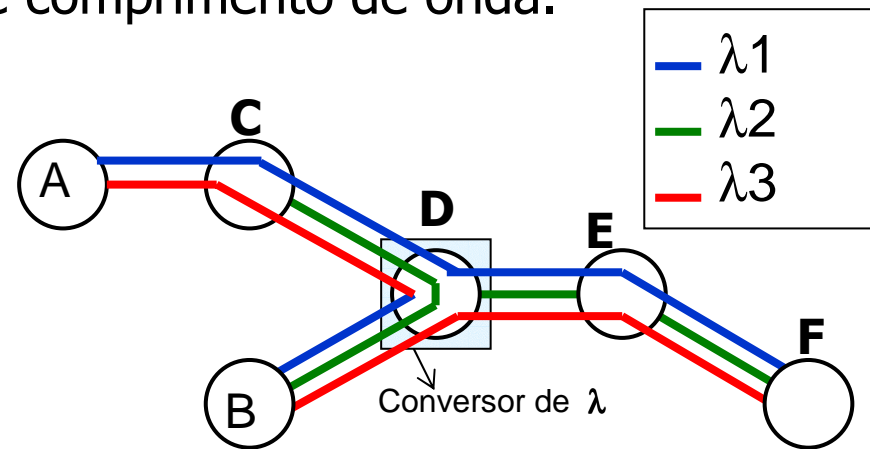 e comprimento de onda.
λ1
λ2
λ3
C
A
D
E
F
B
Conversor de λ